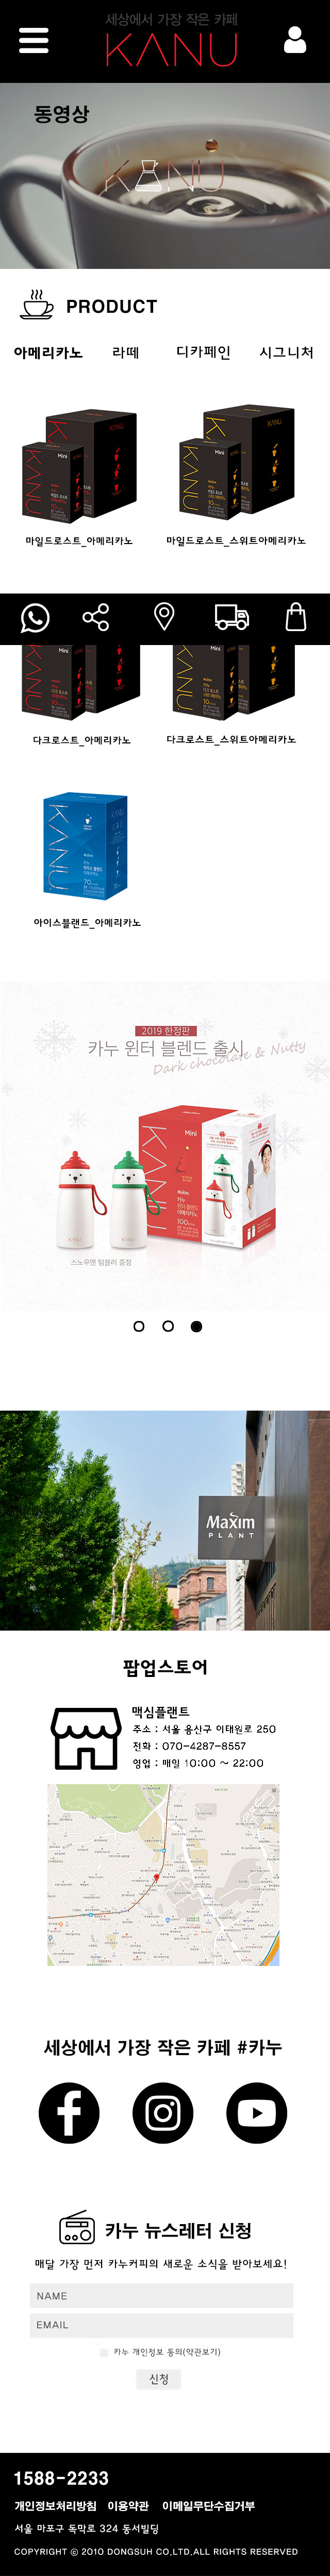 세상에서 가장 작은 카페
KANU
동영상
KANU
PRODUCT
아메리카노 라떼 디카페인 시그니처
마일드로스트_아메리카노 마일드로스트_스위트아메리카노
다크로스트_아메리카노 다크로스트_스위트아메리카노
아이스블랜드_아메리카노
2019 한정판
카누 윈터 블렌드 출시
Dark chocolate & Nutty
스노우맨 텀블러 증정
Maxim
PLANT
팝업스토어
맥심플랜트
주소 : 서울 용산구 이태원로 250
전화 : 070-4287-8557
영업 : 매일 10:00 ~ 22:00
세상에서 가장 작은 카페 #카누
카누 뉴스레터 신청
매달 가장 먼저 카누커피의 새로운 소식을 받아보세요!
NAME
EMAIL
카누 개인정보 동의(약관보기)
신청
1588-2233
개인정보처리방침 이용약관 이메일무단수집거부
서울 마포구 독막로 324 동서빌딩
COPYRIGHT ⓒ 2010 DONGSUH CO,LTD,ALL RIGHTS RESERVED